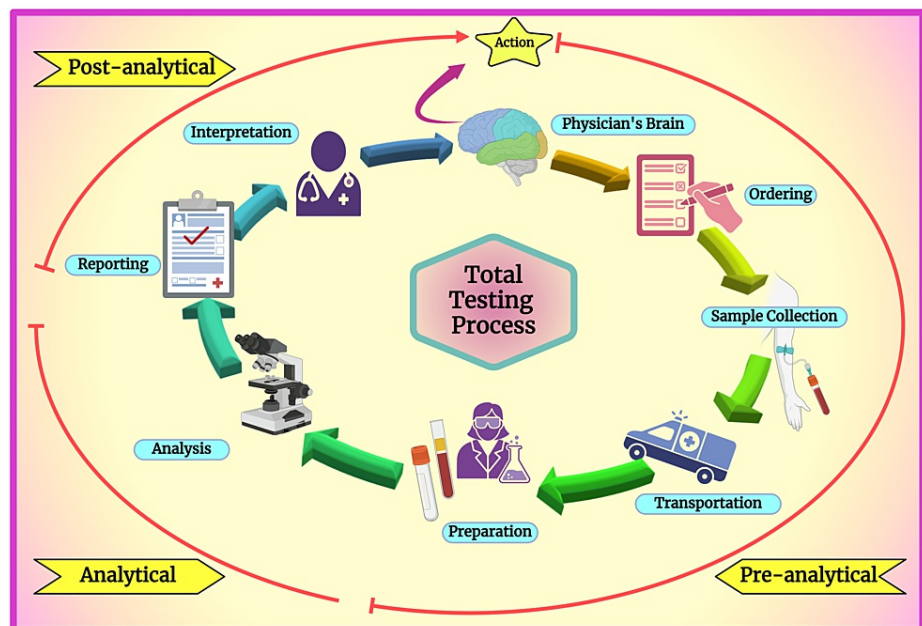 Action
Post-analytical
Interpretation
Physician's Brain
Ordering
Reporting
Total
Testing
Process
Sample Collection
Analysis
Transportation
Preparation
Analytical
Pre-analytical